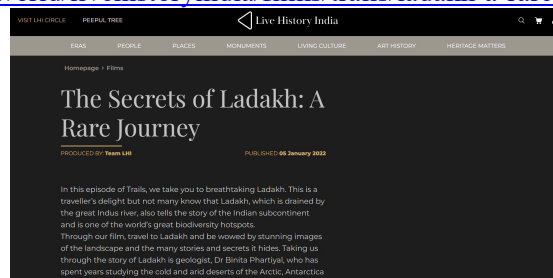 VISIT LHI CIRCLE PEEPUL TREE Live History India
ERAS PEOPLE PLACES MONUMENTS LIVING CULTURE ART HISTORY HERITAGE MATTERS
Homepage > Films
The Secrets of Ladakh: A
Rare Journey
PRODUCED BY: Team LHI PUBLISHED 05 January 2022
In this episode of Trails, we take you to breathtaking Ladakh. This is a
traveller's delight but not many know that Ladakh, which is drained by
the great Indus river, also tells the story of the Indian subcontinent
and is one of the world's great biodiversity hotspots.
Through our film, travel to Ladakh and be wowed by stunning images
of the landscape and the many stories and secrets it hides. Taking us
through the story of Ladakh is geologist, Dr Binita Phartiyal, who has
spent years studying the cold and arid deserts of the Arctic, Antarctica